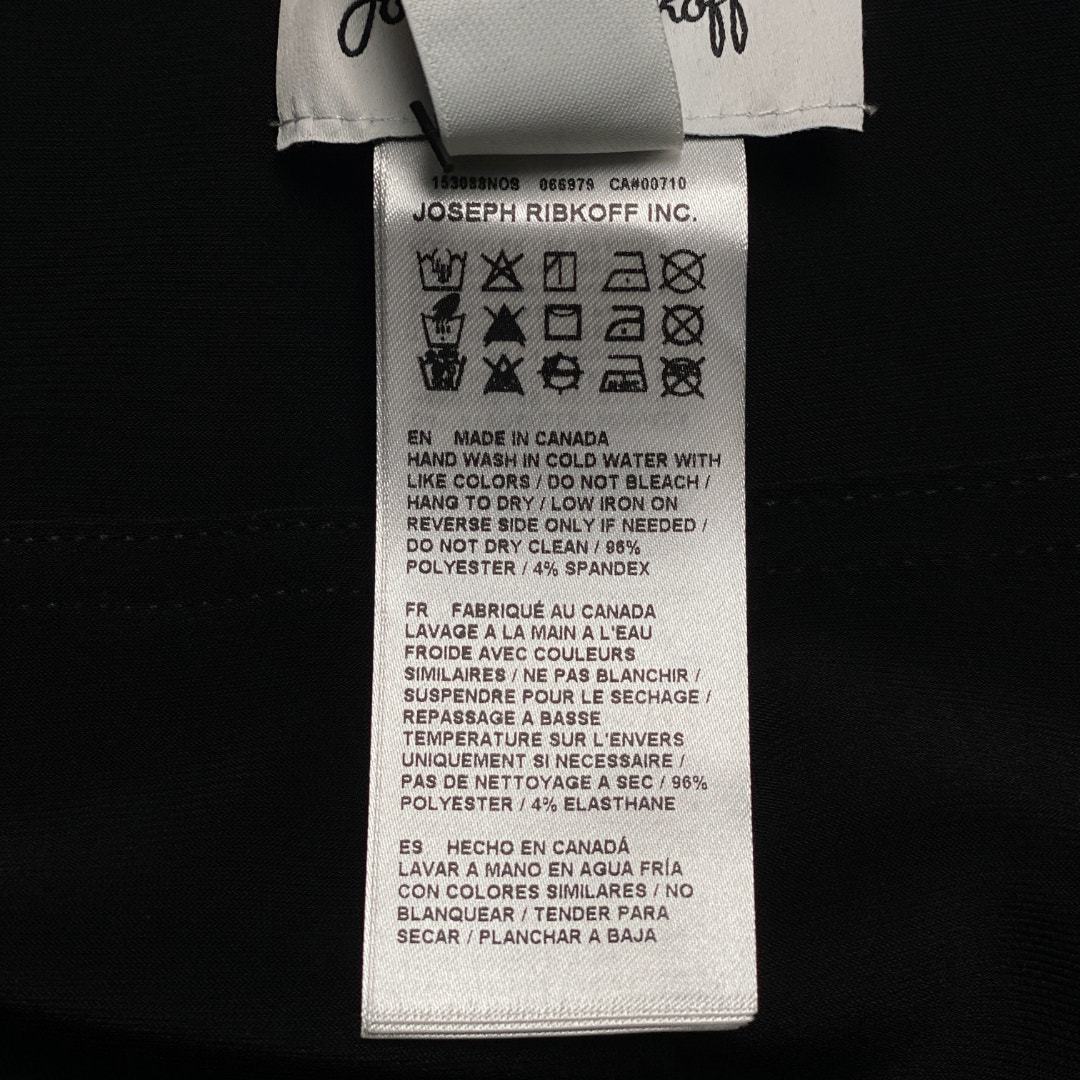 153088NOS 066979 CA#00710
JOSEPH RIBKOFF INC.
EN MADE IN CANADA
HAND WASH IN COLD WATER WITH
LIKE COLORS / DO NOT BLEACH /
HANG TO DRY / LOW IRON ON
REVERSE SIDE ONLY IF NEEDED /
DO NOT DRY CLEAN / 96%
POLYESTER / 4% SPANDEX
FR FABRIQUÉ AU CANADA
LAVAGE A LA MAIN A L'EAU
FROIDE AVEC COULEURS
SIMILAIRES / NE PAS BLANCHIR /
SUSPENDRE POUR LE SECHAGE /
REPASSAGE A BASSE
TEMPERATURE SUR L'ENVERS
UNIQUEMENT SI NECESSAIRE /
PAS DE NETTOYAGE A SEC / 96%
POLYESTER / 4% ELASTHANE
ES HECHO EN CANADÁ
LAVAR A MANO EN AGUA FRÍA
CON COLORES SIMILARES / NO
BLANQUEAR / TENDER PARA
SECAR / PLANCHAR A BAJA